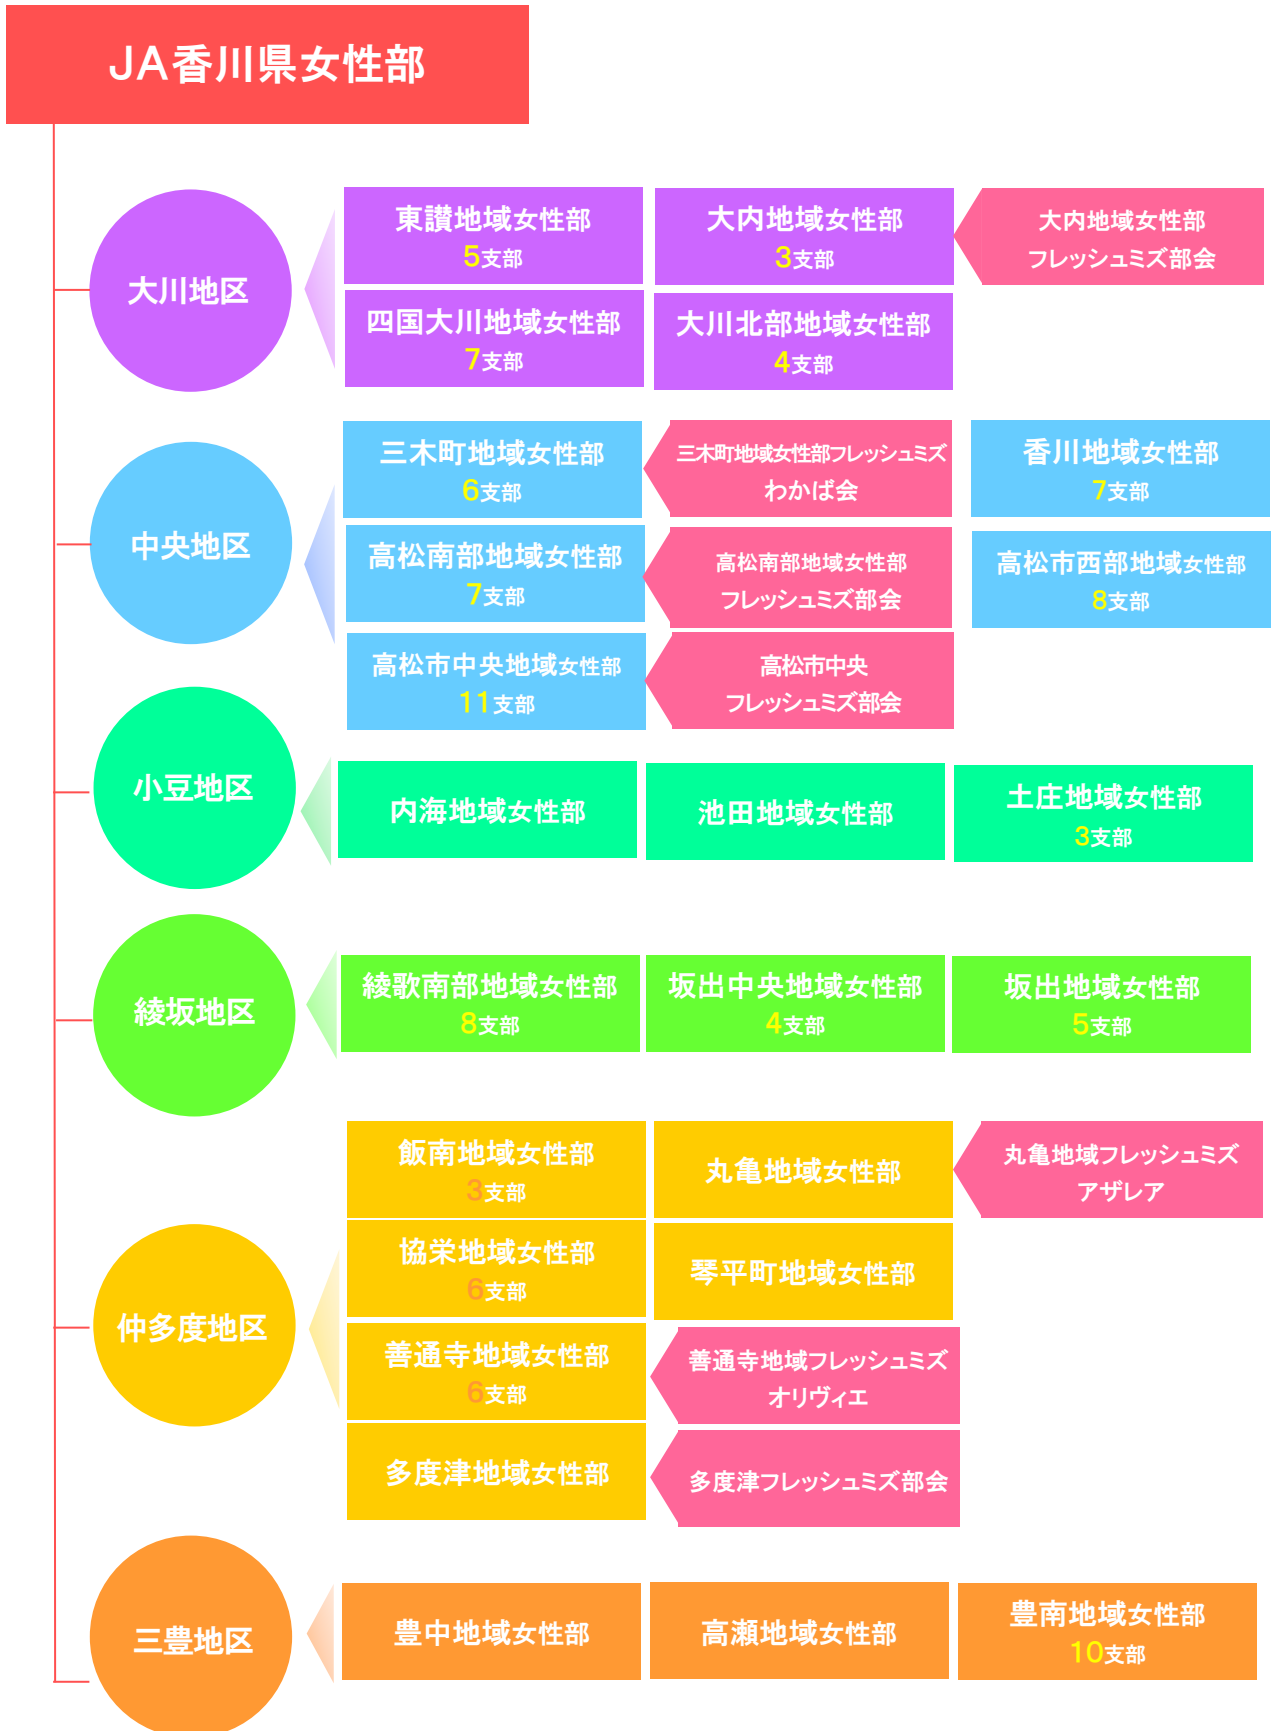 JA香川県女性部
大川地区
東讃地域女性部
5支部
大内地域女性部
3支部
大内地域女性部
フレッシュミズ部会
四国大川地域女性部
7支部
大川北部地域女性部
4支部
中央地区
三木町地域女性部
6支部
三木町地域女性部フレッシュミズ
わかば会
香川地域女性部
7支部
高松南部地域女性部
7支部
高松南部地域女性部
フレッシュミズ部会
高松市西部地域女性部
8支部
高松市中央地域女性部
11支部
高松市中央
フレッシュミズ部会
小豆地区
内海地域女性部
池田地域女性部
土庄地域女性部
3支部
綾坂地区
綾歌南部地域女性部
8支部
坂出中央地域女性部
4支部
坂出地域女性部
5支部
仲多度地区
飯南地域女性部
3支部
丸亀地域女性部
丸亀地域フレッシュミズ
アザレア
協栄地域女性部
6支部
琴平町地域女性部
善通寺地域女性部
6支部
善通寺地域フレッシュミズ
オリヴィエ
多度津地域女性部
多度津フレッシュミズ部会
三豊地区
豊中地域女性部
高瀬地域女性部
豊南地域女性部
10支部